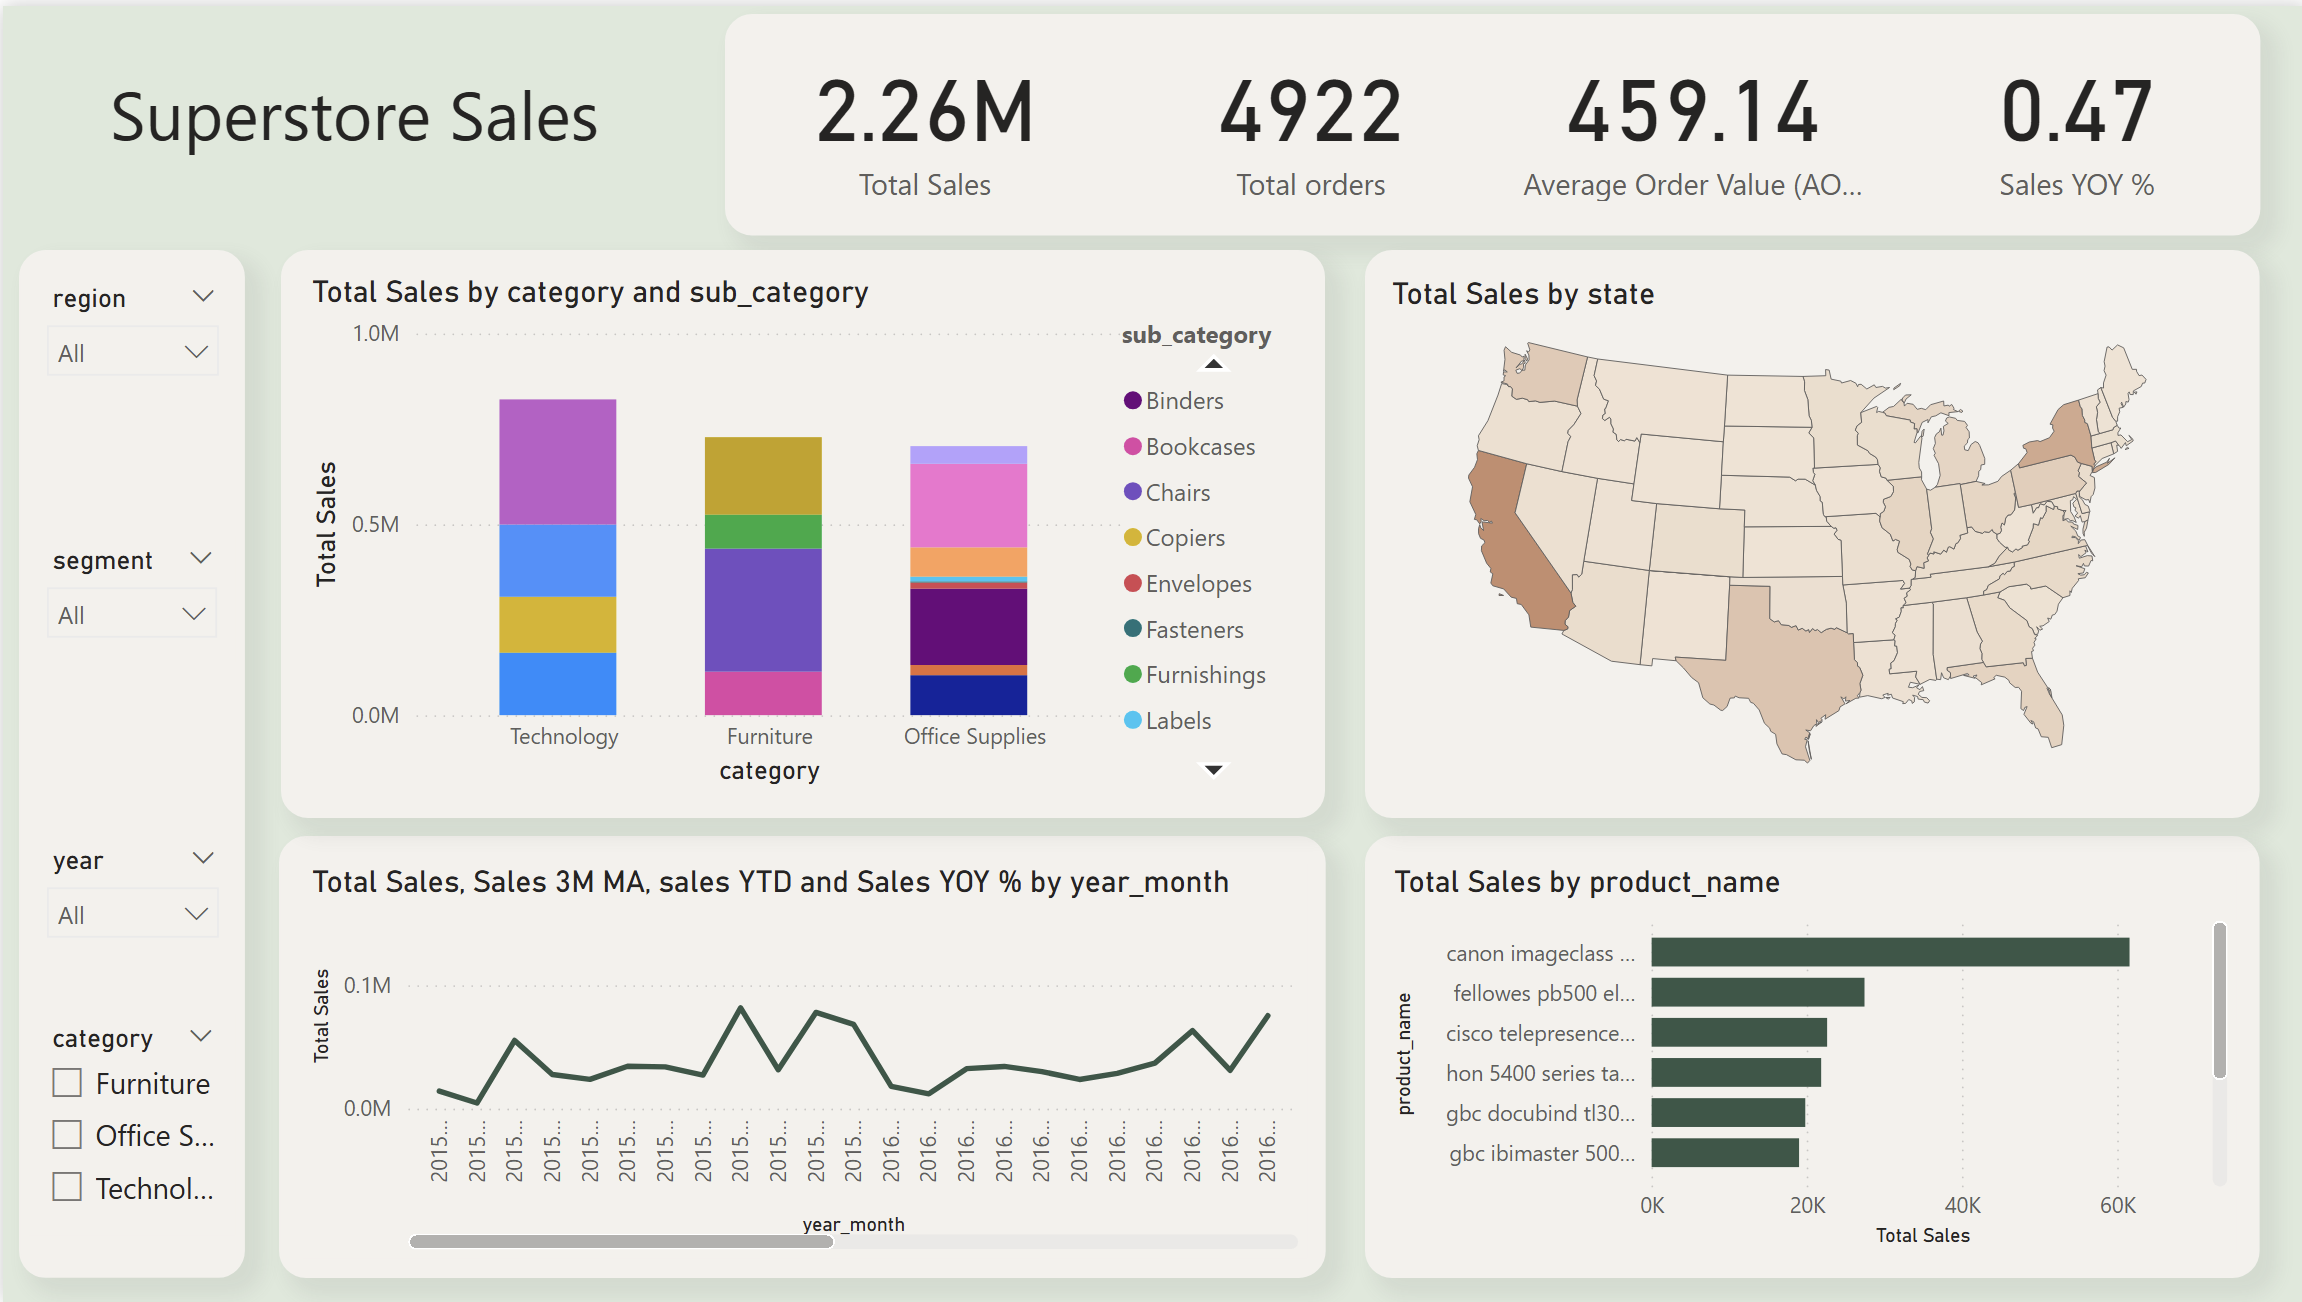 Superstore Sales
2.26M
Total Sales
4922
Total orders
459.14
Average Order Value (AO...
0.47
Sales YOY %
region
All
segment
All
year
All
category
Furniture
Office S...
Technol...
Total Sales by category and sub_category
Total Sales
1.0M
0.5M
0.0M
Technology
Furniture
Office Supplies
category
sub_category
Binders
Bookcases
Chairs
Copiers
Envelopes
Fasteners
Furnishings
Labels
Total Sales by state
Total Sales, Sales 3M MA, sales YTD and Sales YOY % by year_month
Total Sales
0.1M
0.0M
2015...
2015...
2015...
2015...
2015...
2015...
2015...
2015...
2015...
2015...
2015...
2015...
2016...
2016...
2016...
2016...
2016...
2016...
2016...
2016...
2016...
2016...
2016...
year_month
Total Sales by product_name
product_name
canon imageclass ...
fellowes pb500 el...
cisco telepresence...
hon 5400 series ta...
gbc docubind tl30...
gbc ibimaster 500...
0K
20K
40K
60K
Total Sales